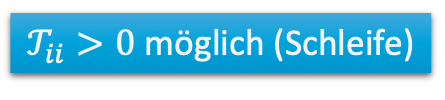 𝒯ᵢᵢ > 0 möglich (Schleife)